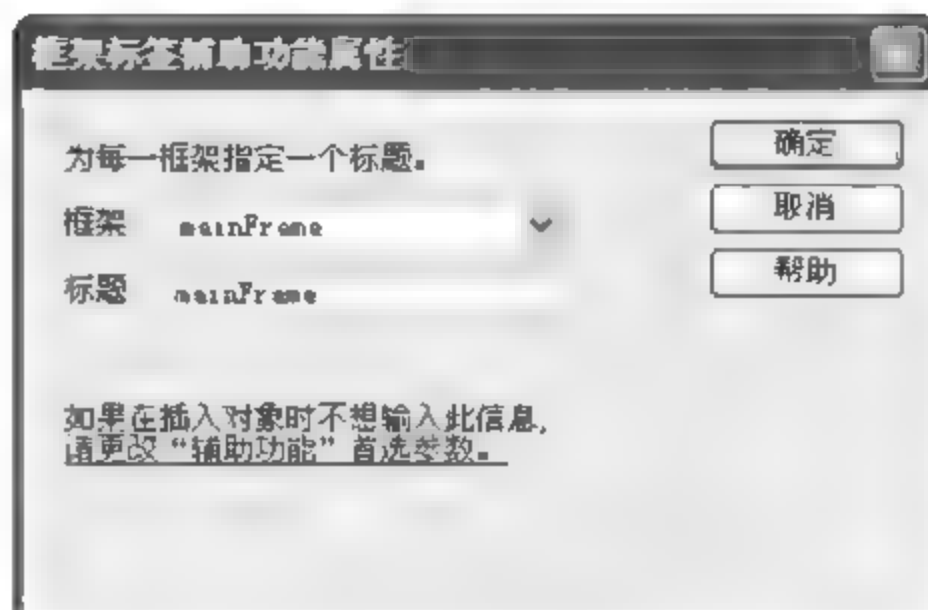 框架标签辅助功能属性
为每一框架指定一个标题。
确定
框架 mainFrame
取消
标题 mainFrame
帮助
如果在插入对象时不想输入此信息,
请更改“辅助功能”首选参数。